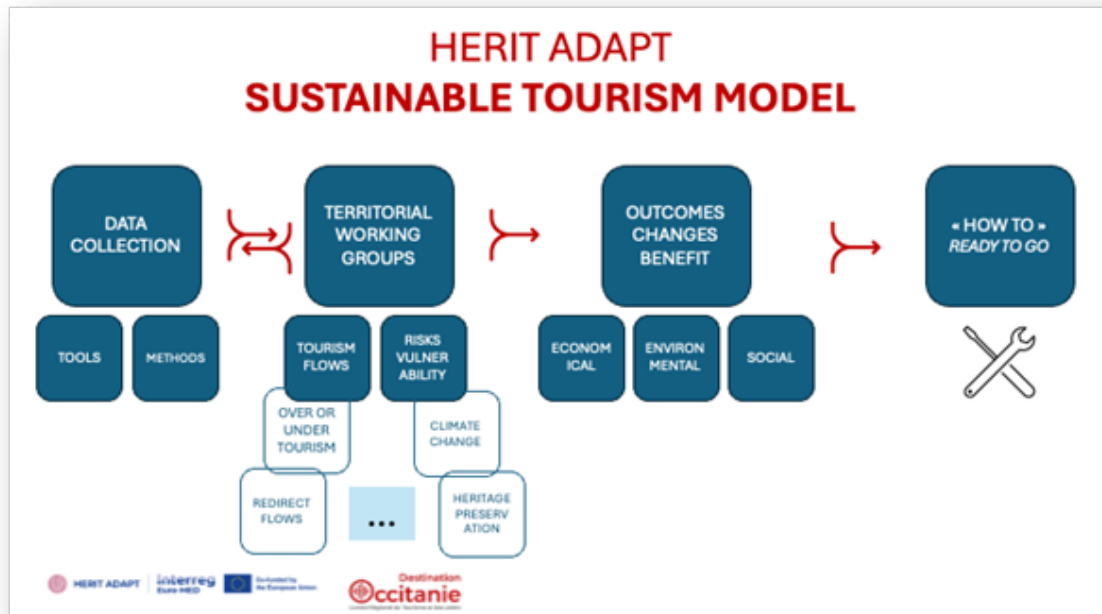 HERIT ADAPT
SUSTAINABLE TOURISM MODEL
DATA
COLLECTION
TERRITORIAL
WORKING
GROUPS
OUTCOMES
CHANGES
BENEFIT
« HOW TO »
READY TO GO
TOOLS
METHODS
TOURISM
FLOWS
RISKS
VULNER
ABILITY
ECONOM
ICAL
ENVIRON
MENTAL
SOCIAL
OVER OR
UNDER
TOURISM
CLIMATE
CHANGE
REDIRECT
FLOWS
...
HERITAGE
PRESERV
ATION
HERIT ADAPT
Interreg
Euro-MED
Co-funded by
the European Union
Destination
Occitanie